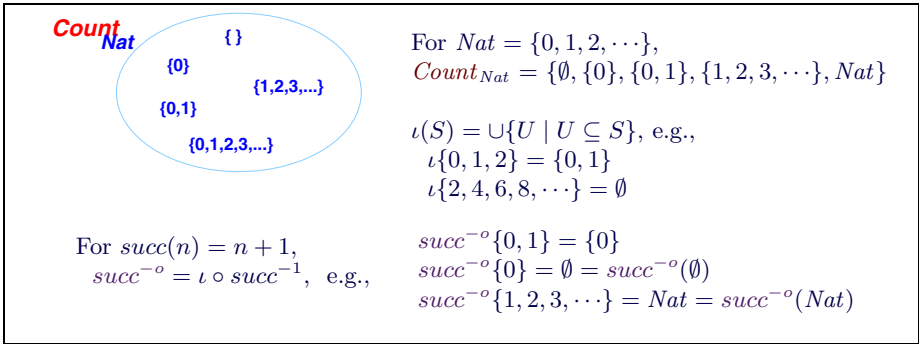 Count
Nat
{ }
{0}
{1,2,3,...}
{0,1}
{0,1,2,3,...}
For Nat = {0, 1, 2, ⋯},
Count_Nat = {∅, {0}, {0, 1}, {1, 2, 3, ⋯}, Nat}
ι(S) = ∪{U | U ⊆ S}, e.g.,
ι{0, 1, 2} = {0, 1}
ι{2, 4, 6, 8, ⋯} = ∅
For succ(n) = n + 1,
succ⁻ᵒ = ι ∘ succ⁻¹, e.g.,
succ⁻ᵒ{0, 1} = {0}
succ⁻ᵒ{0} = ∅ = succ⁻ᵒ(∅)
succ⁻ᵒ{1, 2, 3, ⋯} = Nat = succ⁻ᵒ(Nat)